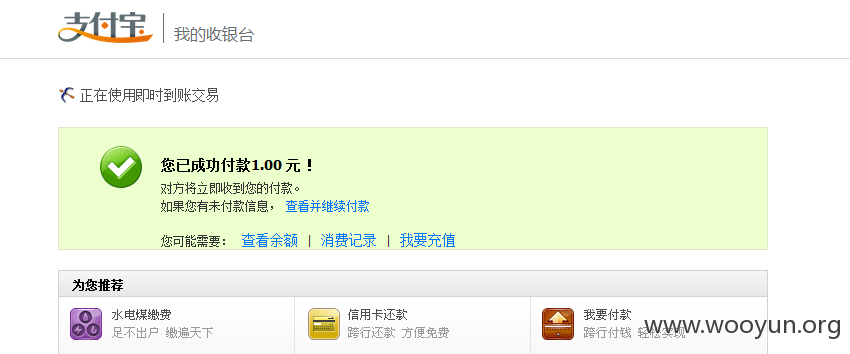 支付宝 我的收银台
正在使用即时到账交易
您已成功付款1.00 元 !
对方将立即收到您的付款。
如果您有未付款信息， 查看并继续付款
您可能需要： 查看余额 | 消费记录 | 我要充值
为您推荐
水电煤缴费
足不出户 缴遍天下
信用卡还款
跨行还款 方便免费
我要付款
跨行付钱 轻松实现
www.wooyun.org